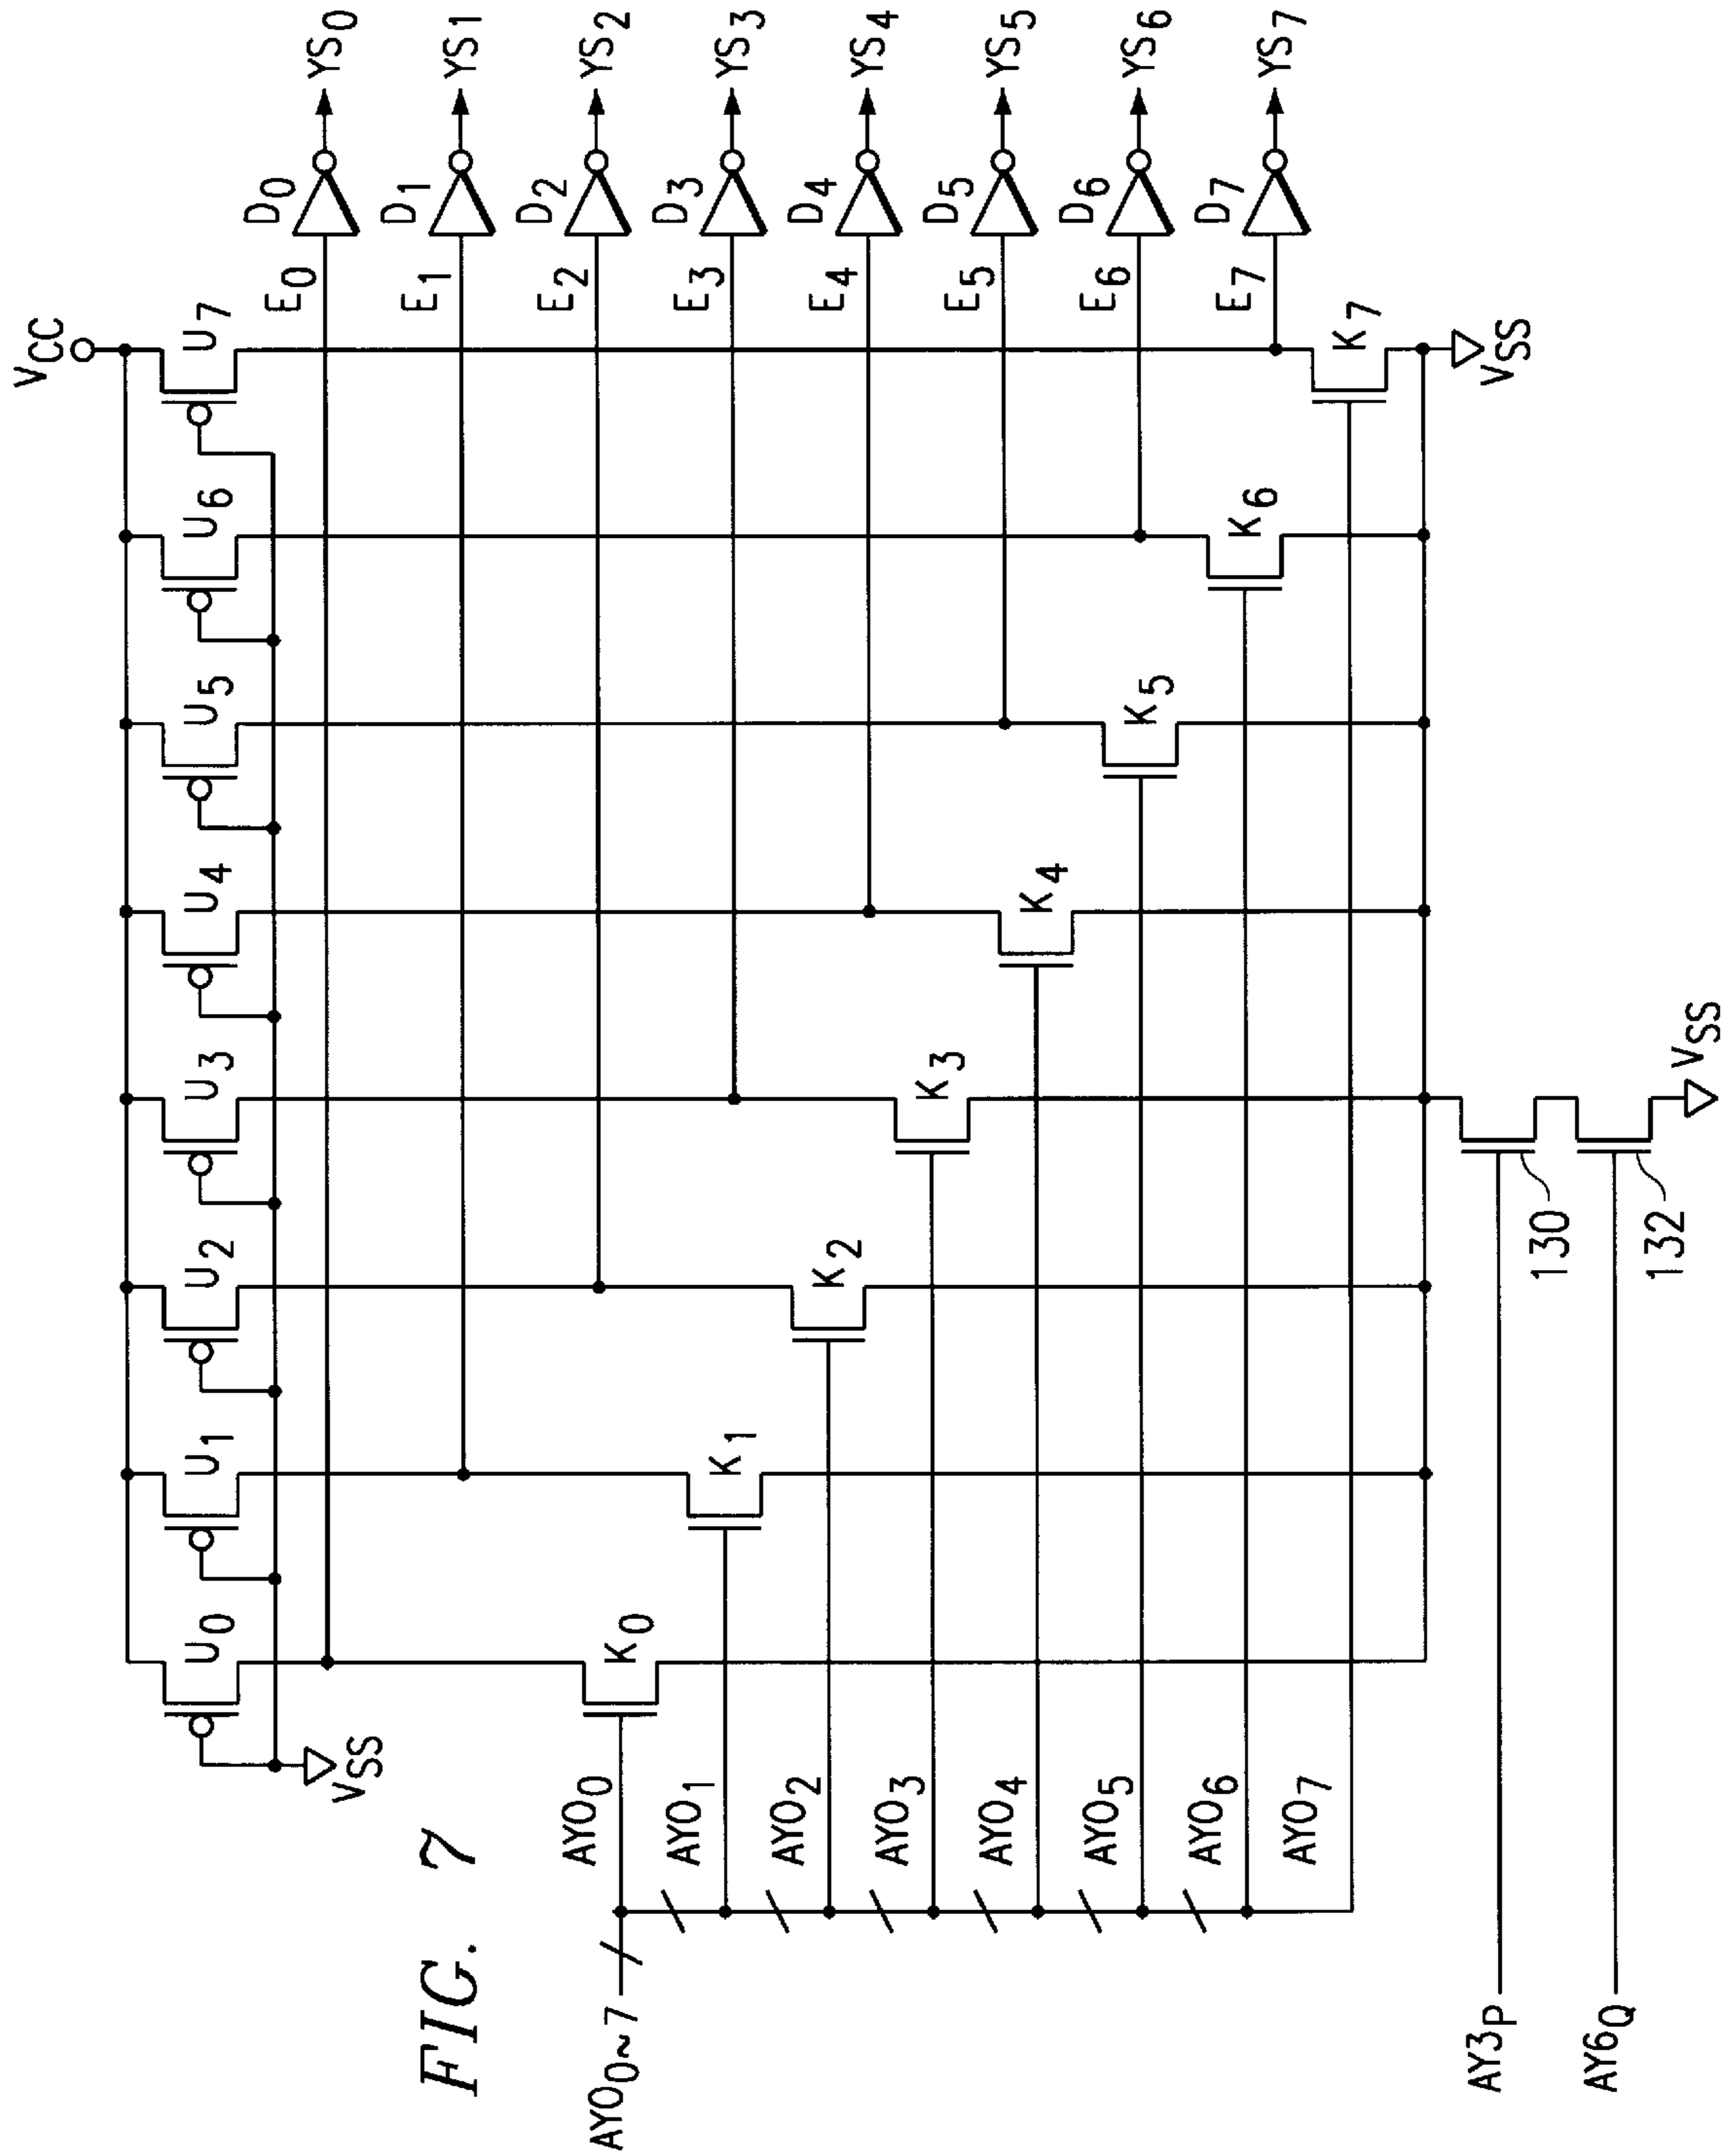 FIG. 7
VCC
U0 U1 U2 U3 U4 U5 U6 U7
VSS
E0 D0 YS0
E1 D1 YS1
E2 D2 YS2
E3 D3 YS3
E4 D4 YS4
E5 D5 YS5
E6 D6 YS6
E7 D7 YS7
AYO0~7
AYO0 K0
AYO1 K1
AYO2 K2
AYO3 K3
AYO4 K4
AYO5 K5
AYO6 K6
AYO7 K7
VSS
AY3P 130
AY6Q 132
VSS